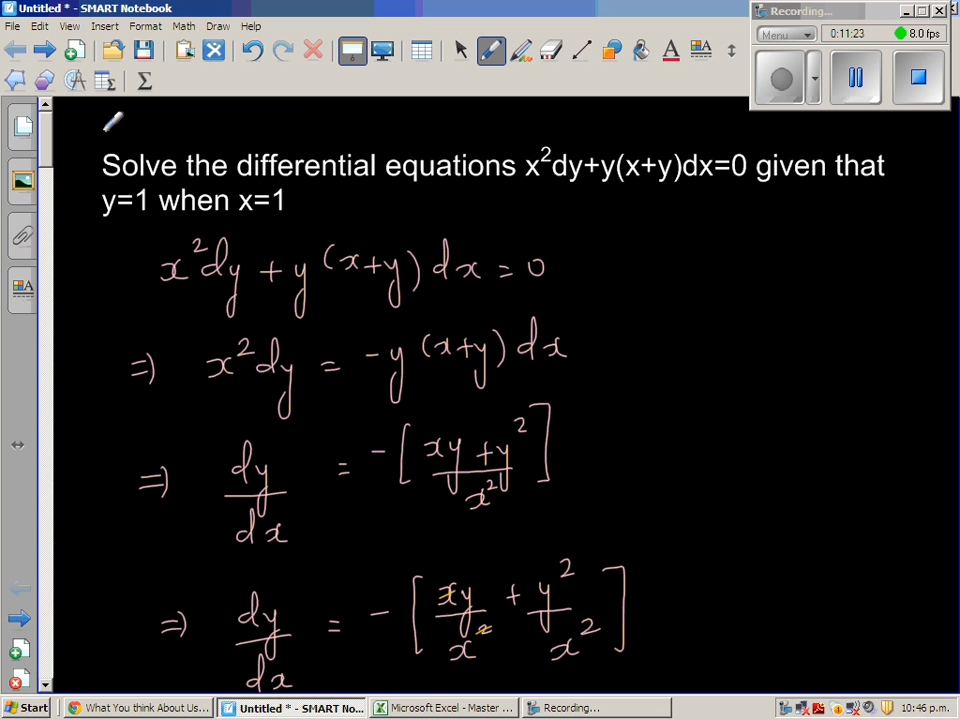 Untitled * - SMART Notebook
Recording...
File Edit View Insert Format Math Draw Help
Menu
0:11:23
8.0 fps
Solve the differential equations x²dy+y(x+y)dx=0 given that
y=1 when x=1
x²dy + y (x+y) dx = 0
⇒) x²dy = -y (x+y) dx
⇒) dy/dx = -[xy + y²/x²]
⇒) dy/dx = -[xy/x² + y²/x²]
Start
What You think About Us...
Untitled * - SMART No...
Microsoft Excel - Master ...
Recording...
10:46 p.m.